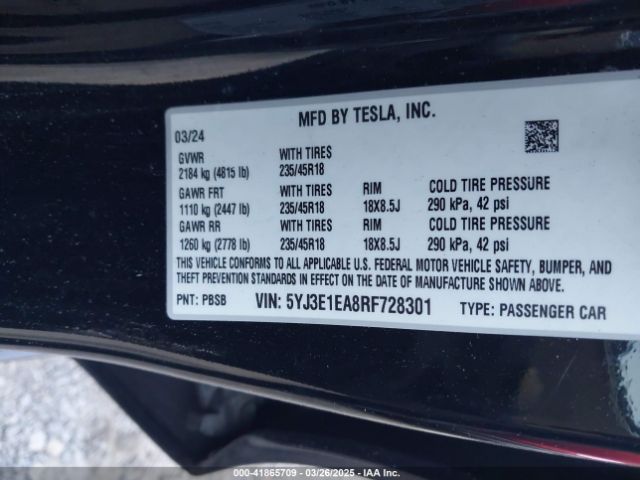 MFD BY TESLA, INC.
03/24
GVWR WITH TIRES
2184 kg (4815 lb) 235/45R18
GAWR FRT WITH TIRES RIM COLD TIRE PRESSURE
1110 kg (2447 lb) 235/45R18 18X8.5J 290 kPa, 42 psi
GAWR RR WITH TIRES RIM COLD TIRE PRESSURE
1260 kg (2778 lb) 235/45R18 18X8.5J 290 kPa, 42 psi
THIS VEHICLE CONFORMS TO ALL APPLICABLE U.S. FEDERAL MOTOR VEHICLE SAFETY, BUMPER, AND
THEFT PREVENTION STANDARDS IN EFFECT ON THE DATE OF MANUFACTURE SHOWN ABOVE.
PNT: PBSB VIN: 5YJ3E1EA8RF728301 TYPE: PASSENGER CAR
000-41865709 - 03/26/2025 - IAA Inc.